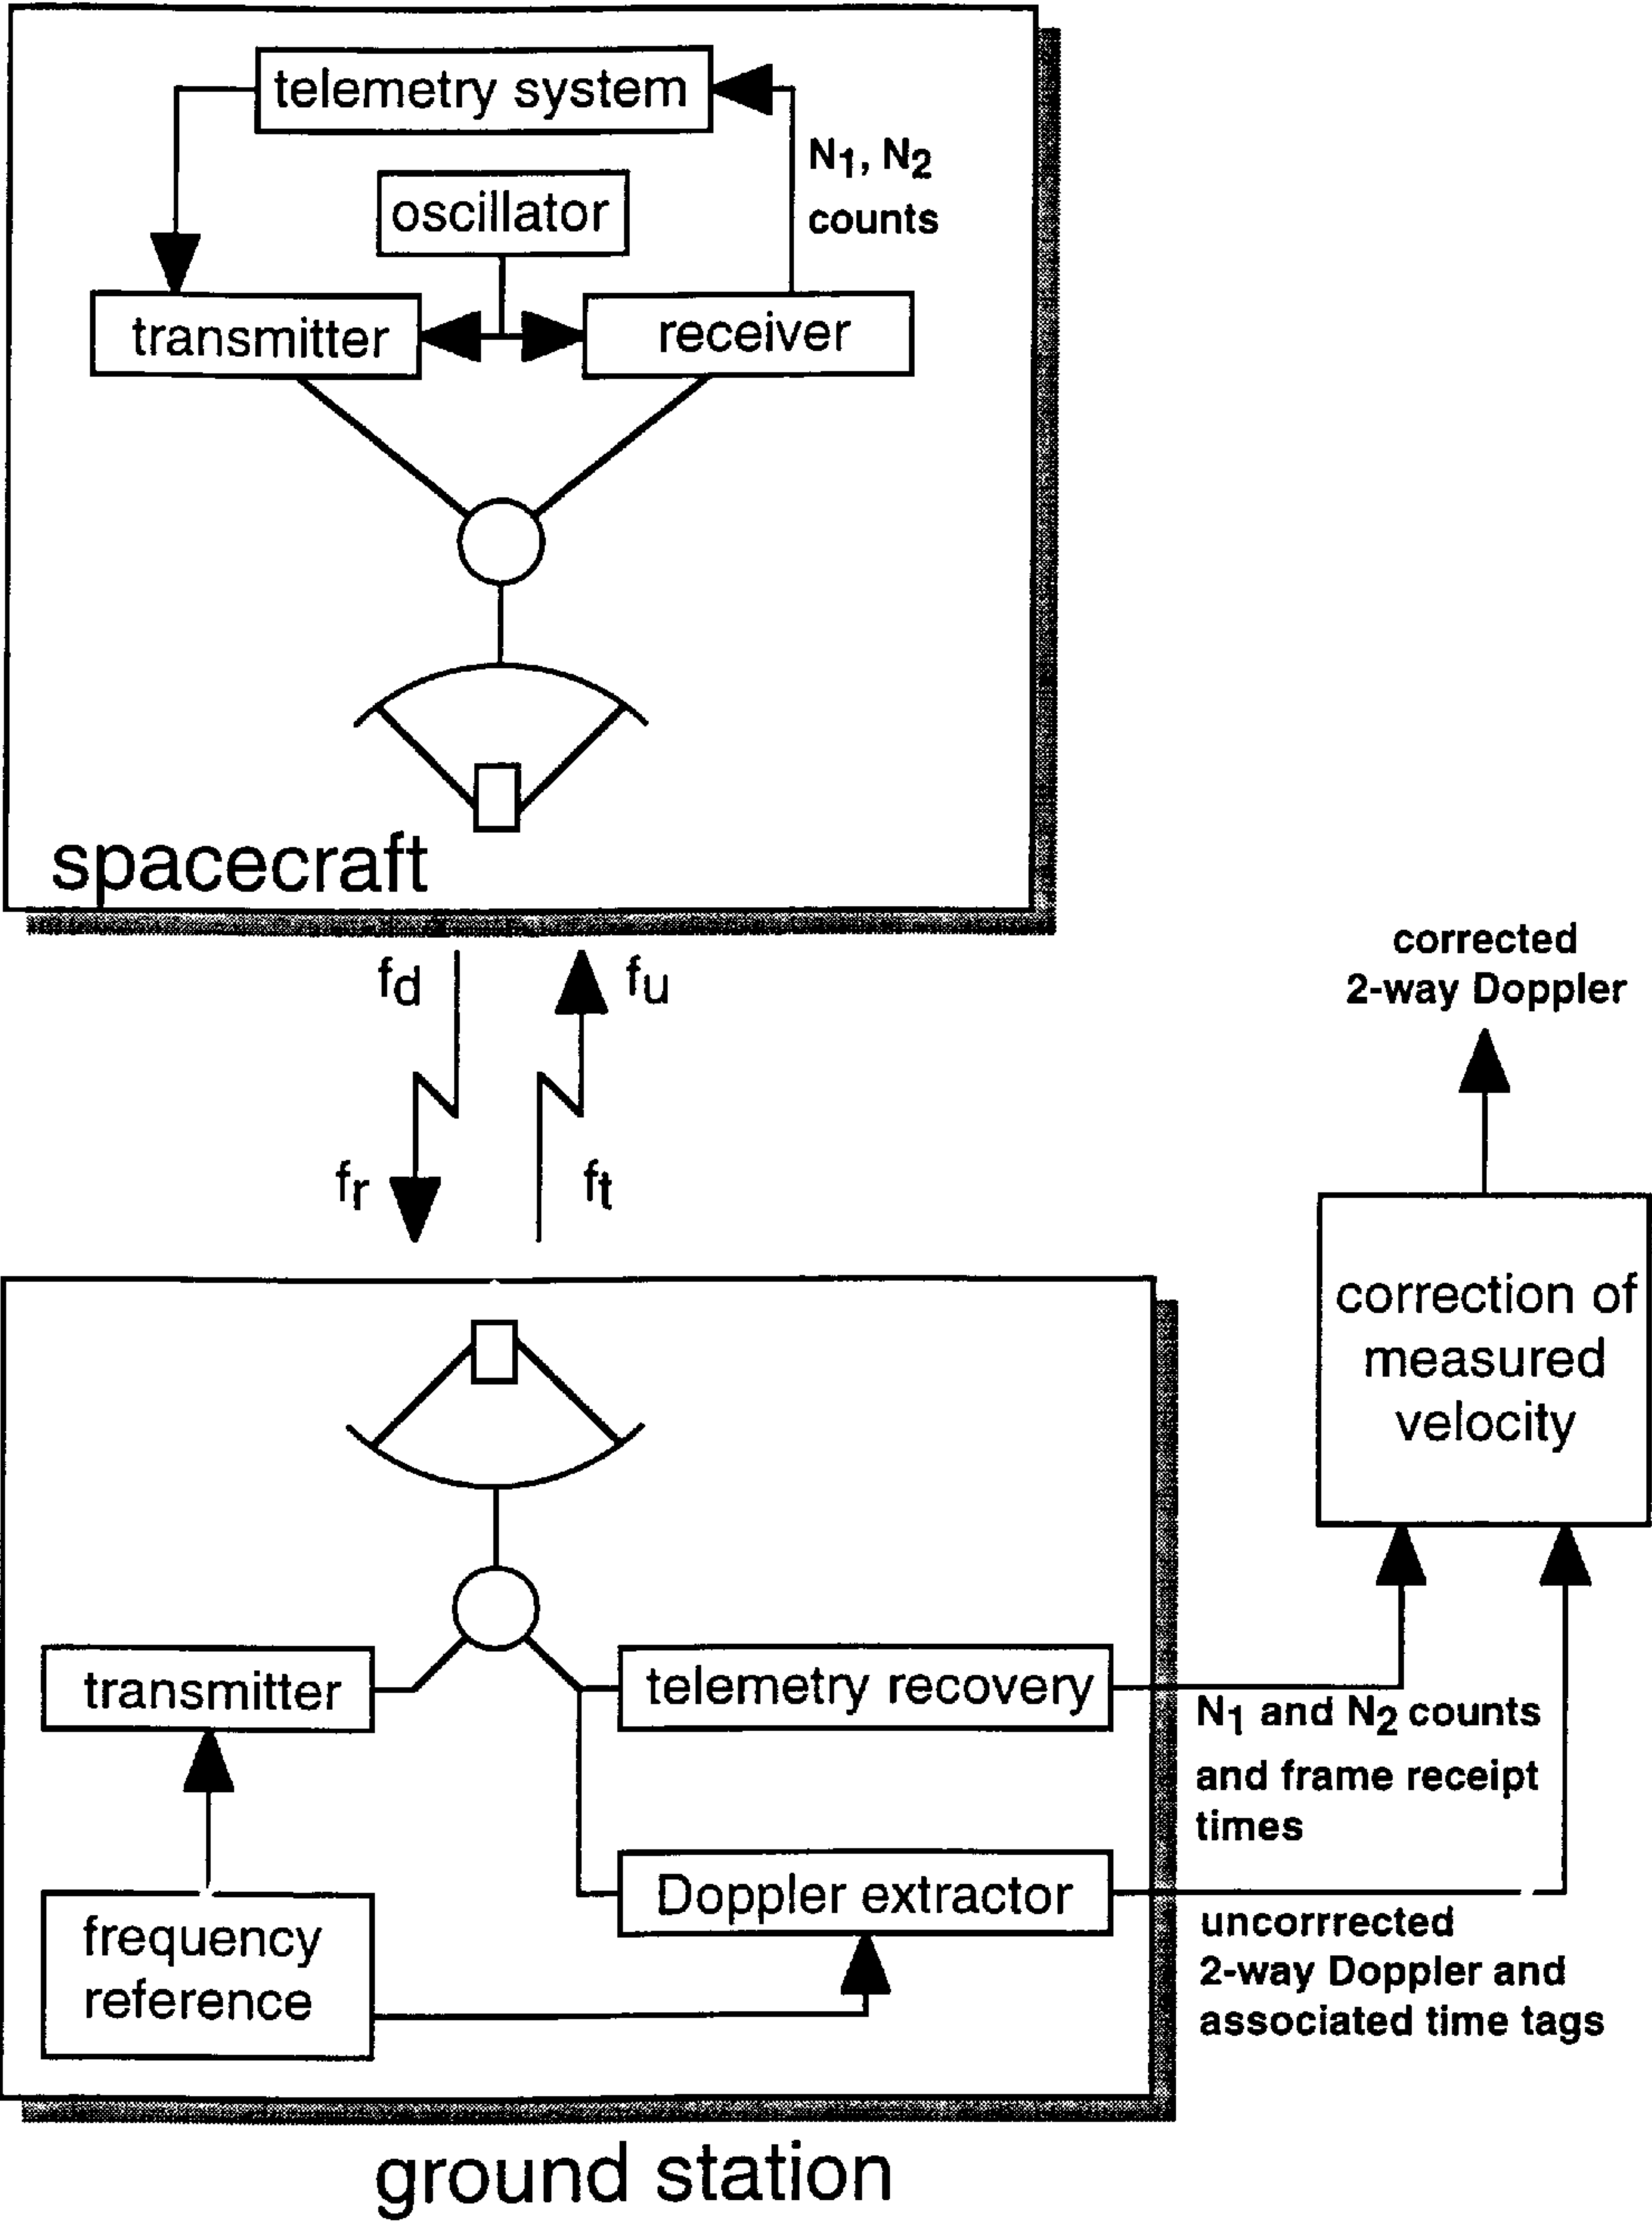 telemetry system
N1, N2
counts
oscillator
transmitter
receiver
spacecraft
fd
fu
fr
ft
corrected
2-way Doppler
correction of
measured
velocity
transmitter
telemetry recovery
N1 and N2 counts
and frame receipt
times
frequency
reference
Doppler extractor
uncorrrected
2-way Doppler and
associated time tags
ground station